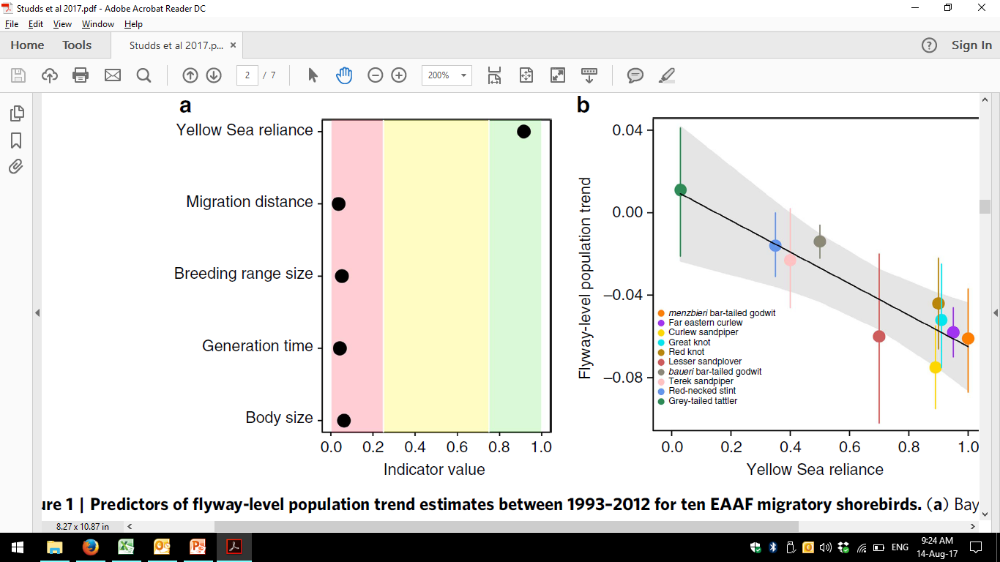 Studds et al 2017.pdf - Adobe Acrobat Reader DC
File Edit View Window Help
Home Tools Studds et al 2017.p... × ? Sign In
2 / 7 200%
a
Yellow Sea reliance
Migration distance
Breeding range size
Generation time
Body size
0.0 0.2 0.4 0.6 0.8 1.0
Indicator value
b
Flyway-level population trend
0.04
0.00
–0.04
–0.08
menzbieri bar-tailed godwit
Far eastern curlew
Curlew sandpiper
Great knot
Red knot
Lesser sandplover
baueri bar-tailed godwit
Terek sandpiper
Red-necked stint
Grey-tailed tattler
0.0 0.2 0.4 0.6 0.8 1.0
Yellow Sea reliance
ure 1 | Predictors of flyway-level population trend estimates between 1993–2012 for ten EAAF migratory shorebirds. (a) Bay
8.27 x 10.87 in
ENG
9:24 AM
14-Aug-17